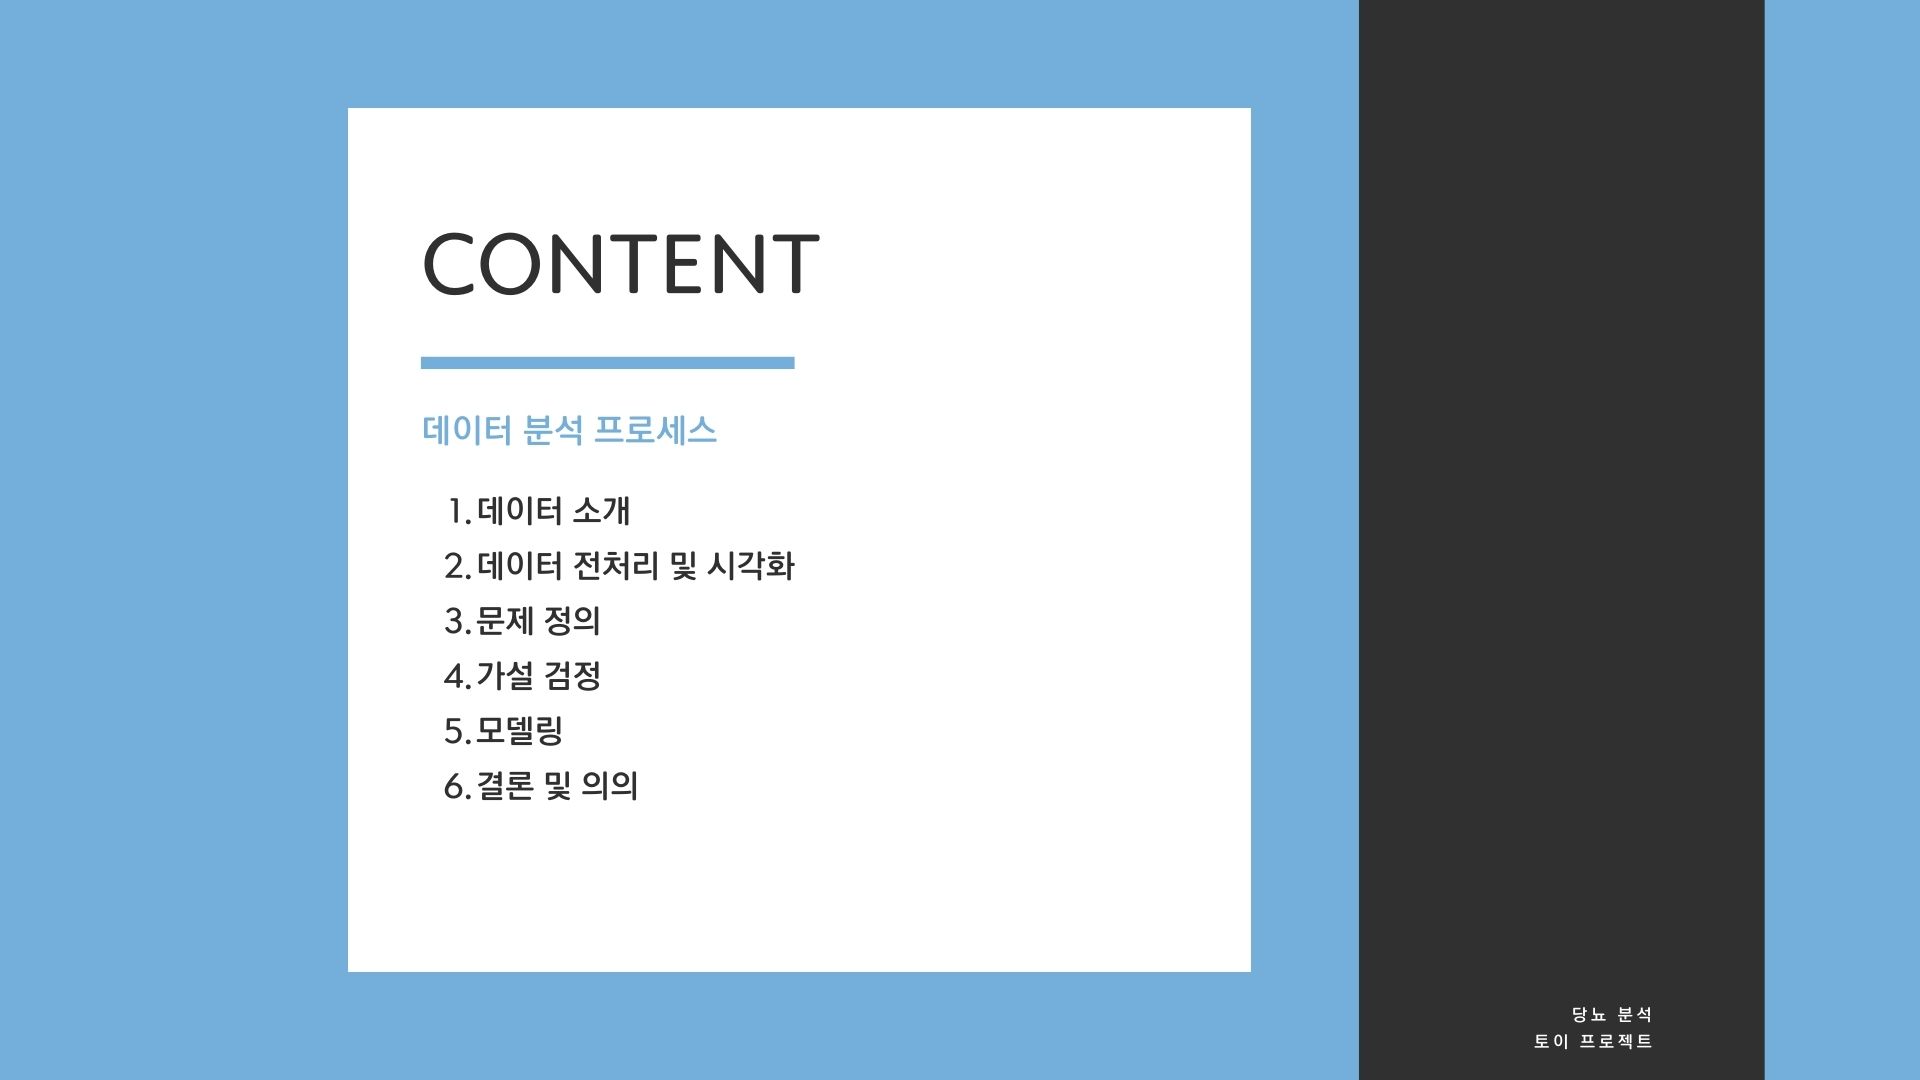 CONTENT
데이터 분석 프로세스
1. 데이터 소개
2. 데이터 전처리 및 시각화
3. 문제 정의
4. 가설 검정
5. 모델링
6. 결론 및 의의
당뇨 분석
토이 프로젝트